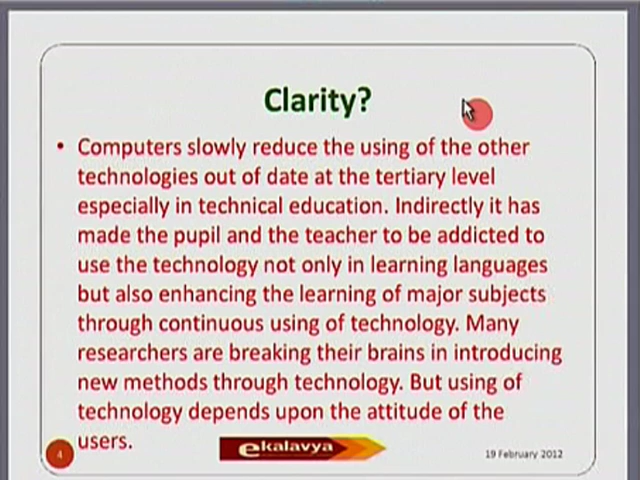 Clarity?
• Computers slowly reduce the using of the other
technologies out of date at the tertiary level
especially in technical education. Indirectly it has
made the pupil and the teacher to be addicted to
use the technology not only in learning languages
but also enhancing the learning of major subjects
through continuous using of technology. Many
researchers are breaking their brains in introducing
new methods through technology. But using of
technology depends upon the attitude of the
users.
4
ekalavya
19 February 2012